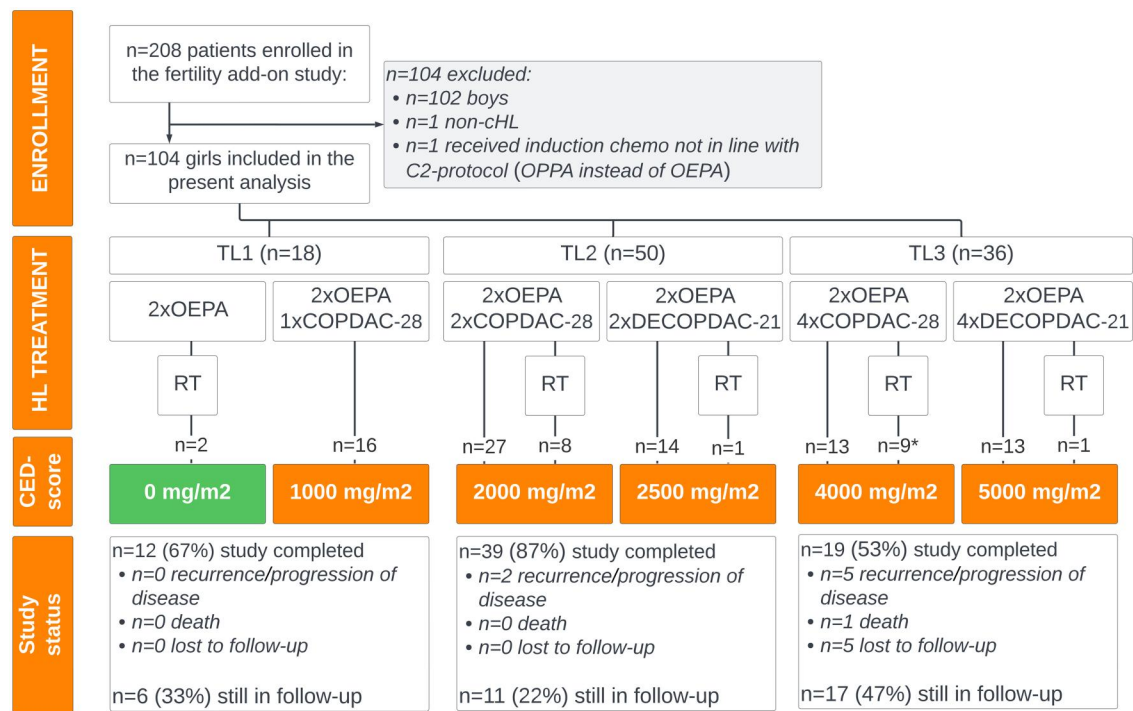 ENROLLMENT
n=208 patients enrolled in
the fertility add-on study:
n=104 excluded:
• n=102 boys
• n=1 non-cHL
• n=1 received induction chemo not in line with
C2-protocol (OPPA instead of OEPA)
n=104 girls included in the
present analysis
HL TREATMENT
TL1 (n=18)
TL2 (n=50)
TL3 (n=36)
2xOEPA
2xOEPA
1xCOPDAC-28
2xOEPA
2xCOPDAC-28
2xOEPA
2xDECOPDAC-21
2xOEPA
4xCOPDAC-28
2xOEPA
4xDECOPDAC-21
RT
RT
RT
RT
RT
n=2
n=16
n=27
n=8
n=14
n=1
n=13
n=9*
n=13
n=1
CED-
score
0 mg/m2
1000 mg/m2
2000 mg/m2
2500 mg/m2
4000 mg/m2
5000 mg/m2
Study
status
n=12 (67%) study completed
• n=0 recurrence/progression of
disease
• n=0 death
• n=0 lost to follow-up
n=6 (33%) still in follow-up
n=39 (87%) study completed
• n=2 recurrence/progression of
disease
• n=0 death
• n=0 lost to follow-up
n=11 (22%) still in follow-up
n=19 (53%) study completed
• n=5 recurrence/progression of
disease
• n=1 death
• n=5 lost to follow-up
n=17 (47%) still in follow-up